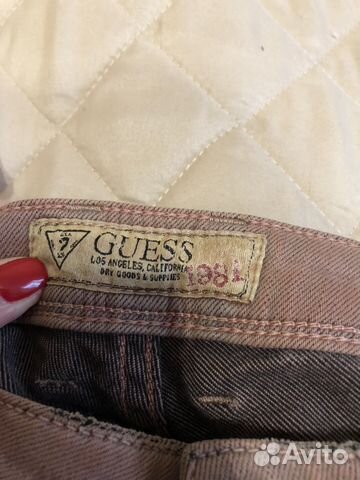 ?
GUESS
LOS ANGELES, CALIFORNIA
DRY GOODS & SUPPLIES
1981
Avito